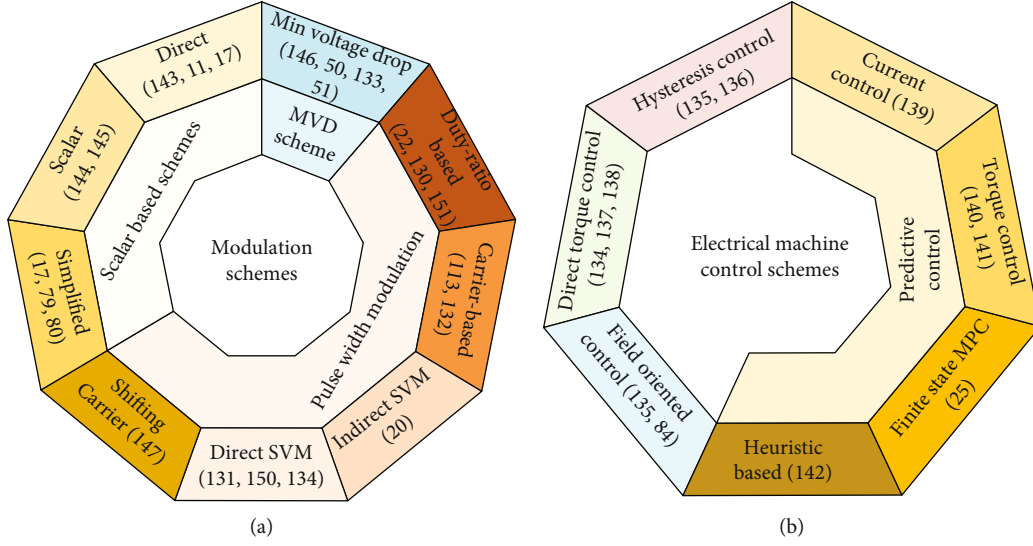 Direct
(143, 11, 17)
Min voltage drop
(146, 50, 133,
51)
MVD
scheme
Duty-ratio
based
(22, 130, 151)
Carrier-based
(113, 132)
Indirect SVM
(20)
Direct SVM
(131, 150, 134)
Shifting
Carrier (147)
Simplified
(17, 79, 80)
Scalar
(144, 145)
Scalar based schemes
Pulse width modulation
Modulation
schemes
(a)
Hysteresis control
(135, 136)
Current
control (139)
Torque control
(140, 141)
Finite state MPC
(25)
Heuristic
based (142)
Field oriented
control (135, 84)
Direct torque control
(134, 137, 138)
Predictive
control
Electrical machine
control schemes
(b)